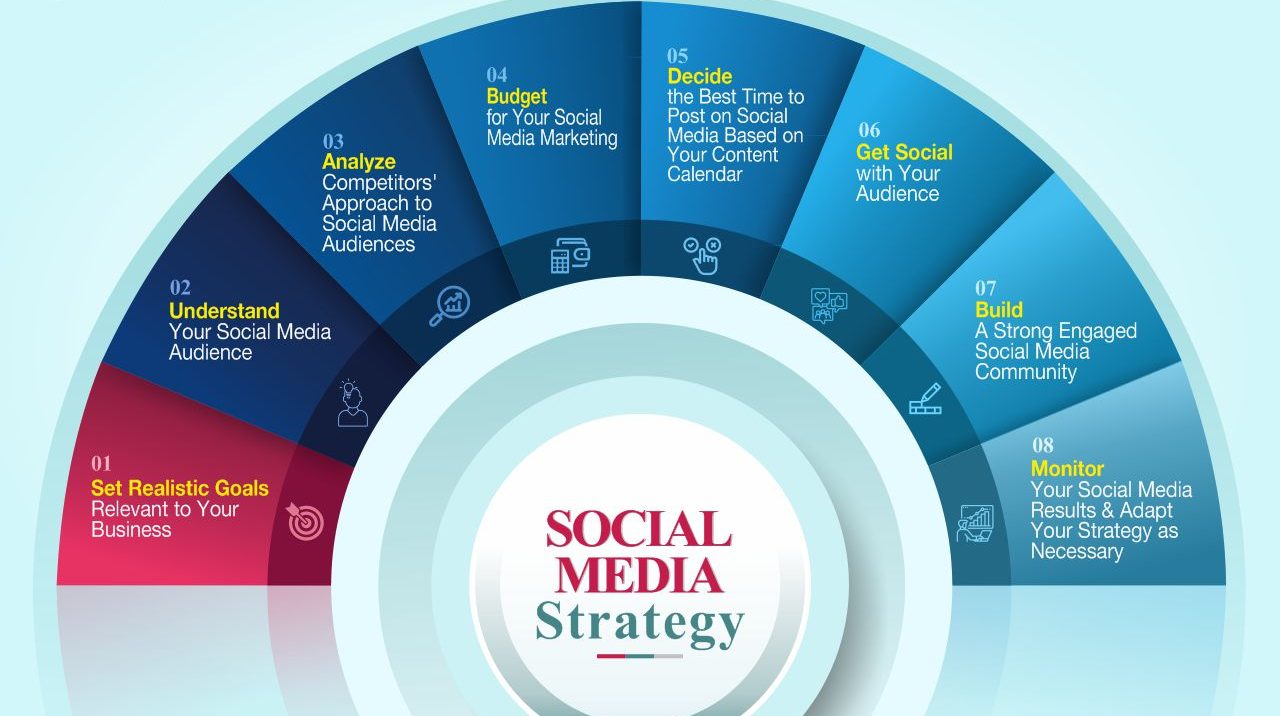 01
Set Realistic Goals
Relevant to Your
Business
02
Understand
Your Social Media
Audience
03
Analyze
Competitors'
Approach to
Social Media
Audiences
04
Budget
for Your Social
Media Marketing
05
Decide
the Best Time to
Post on Social
Media Based on
Your Content
Calendar
06
Get Social
with Your
Audience
07
Build
A Strong Engaged
Social Media
Community
08
Monitor
Your Social Media
Results & Adapt
Your Strategy as
Necessary
SOCIAL
MEDIA
Strategy